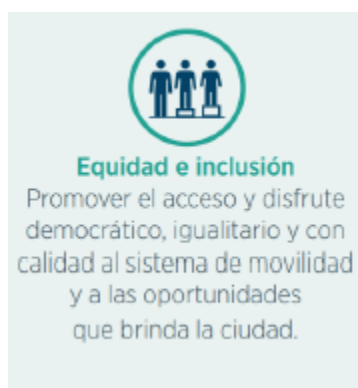 Equidad e inclusión
Promover el acceso y disfrute
democrático, igualitario y con
calidad al sistema de movilidad
y a las oportunidades
que brinda la ciudad.